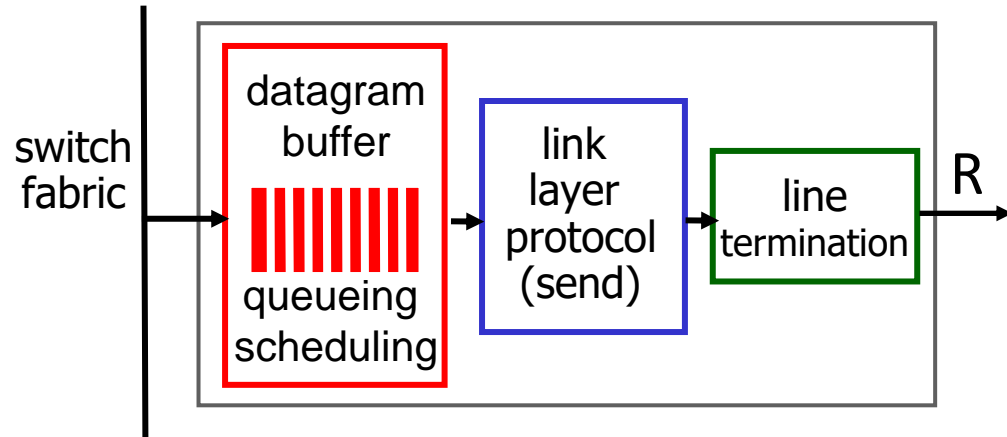 switch
fabric
datagram
buffer
queueing
scheduling
link
layer
protocol
(send)
line
termination
R